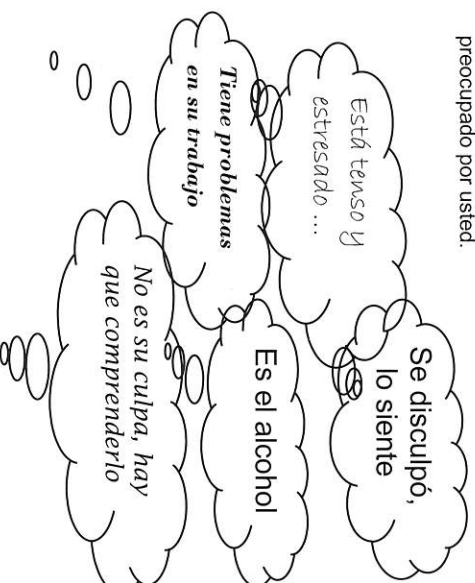 preocupado por usted.
Está tenso y
estresado ...
Se disculpó,
lo siente
Tiene problemas
en su trabajo
Es el alcohol
No es su culpa, hay
que comprenderlo